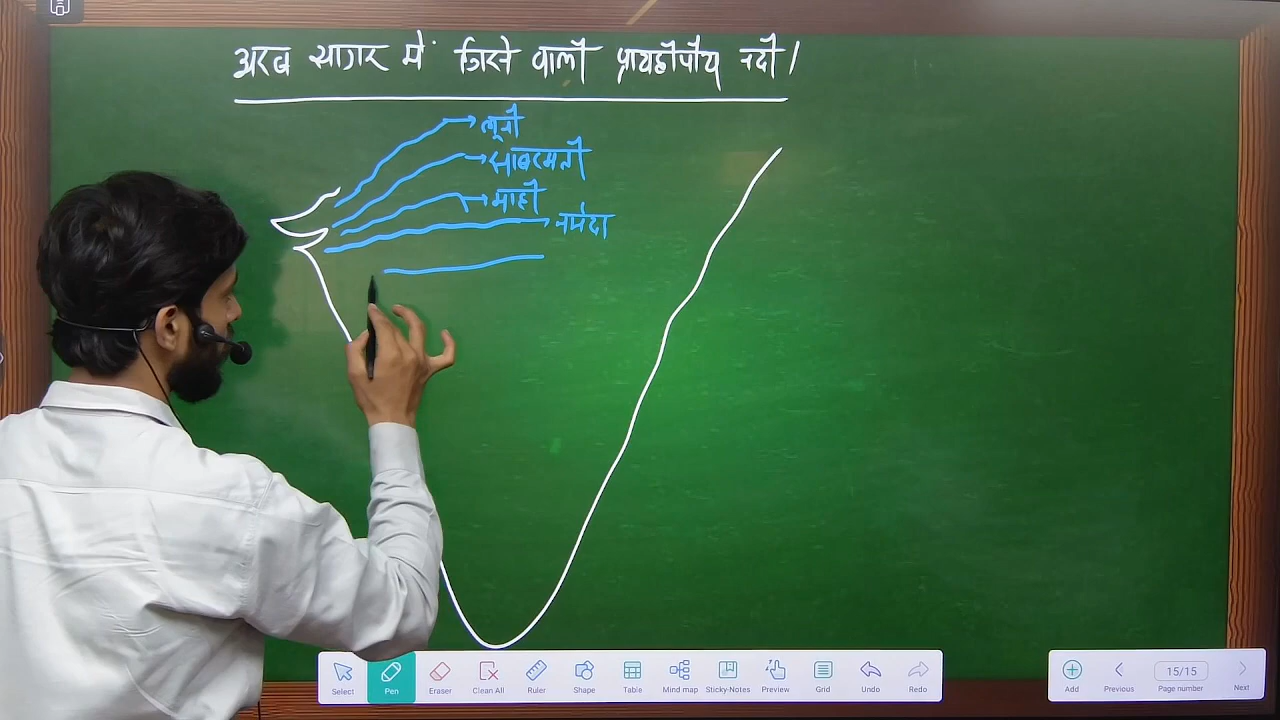 अरब सागर में गिरने वाली प्रायद्वीपीय नदी।
लूनी
साबरमती
माही
नर्मदा
Select
Pen
Eraser
Clean All
Ruler
Shape
Table
Mind map
Sticky Notes
Preview
Grid
Undo
Redo
Add
Previous
15/15
Page number
Next